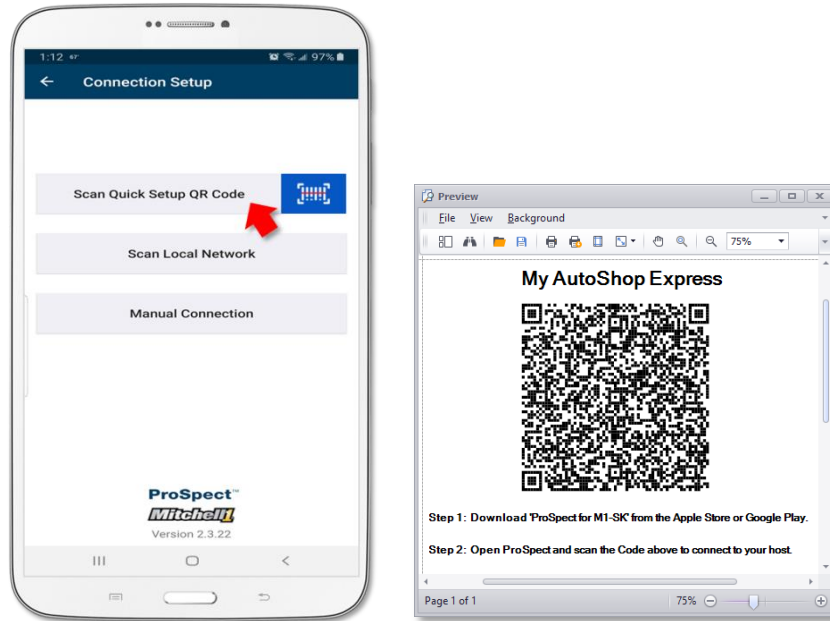 1:12
97%
Connection Setup
Scan Quick Setup QR Code
Scan Local Network
Manual Connection
ProSpect™
Mitchell1
Version 2.3.22
Preview
File View Background
75%
My AutoShop Express
Step 1: Download 'ProSpect for M1-SK' from the Apple Store or Google Play.
Step 2: Open ProSpect and scan the Code above to connect to your host.
Page 1 of 1
75%